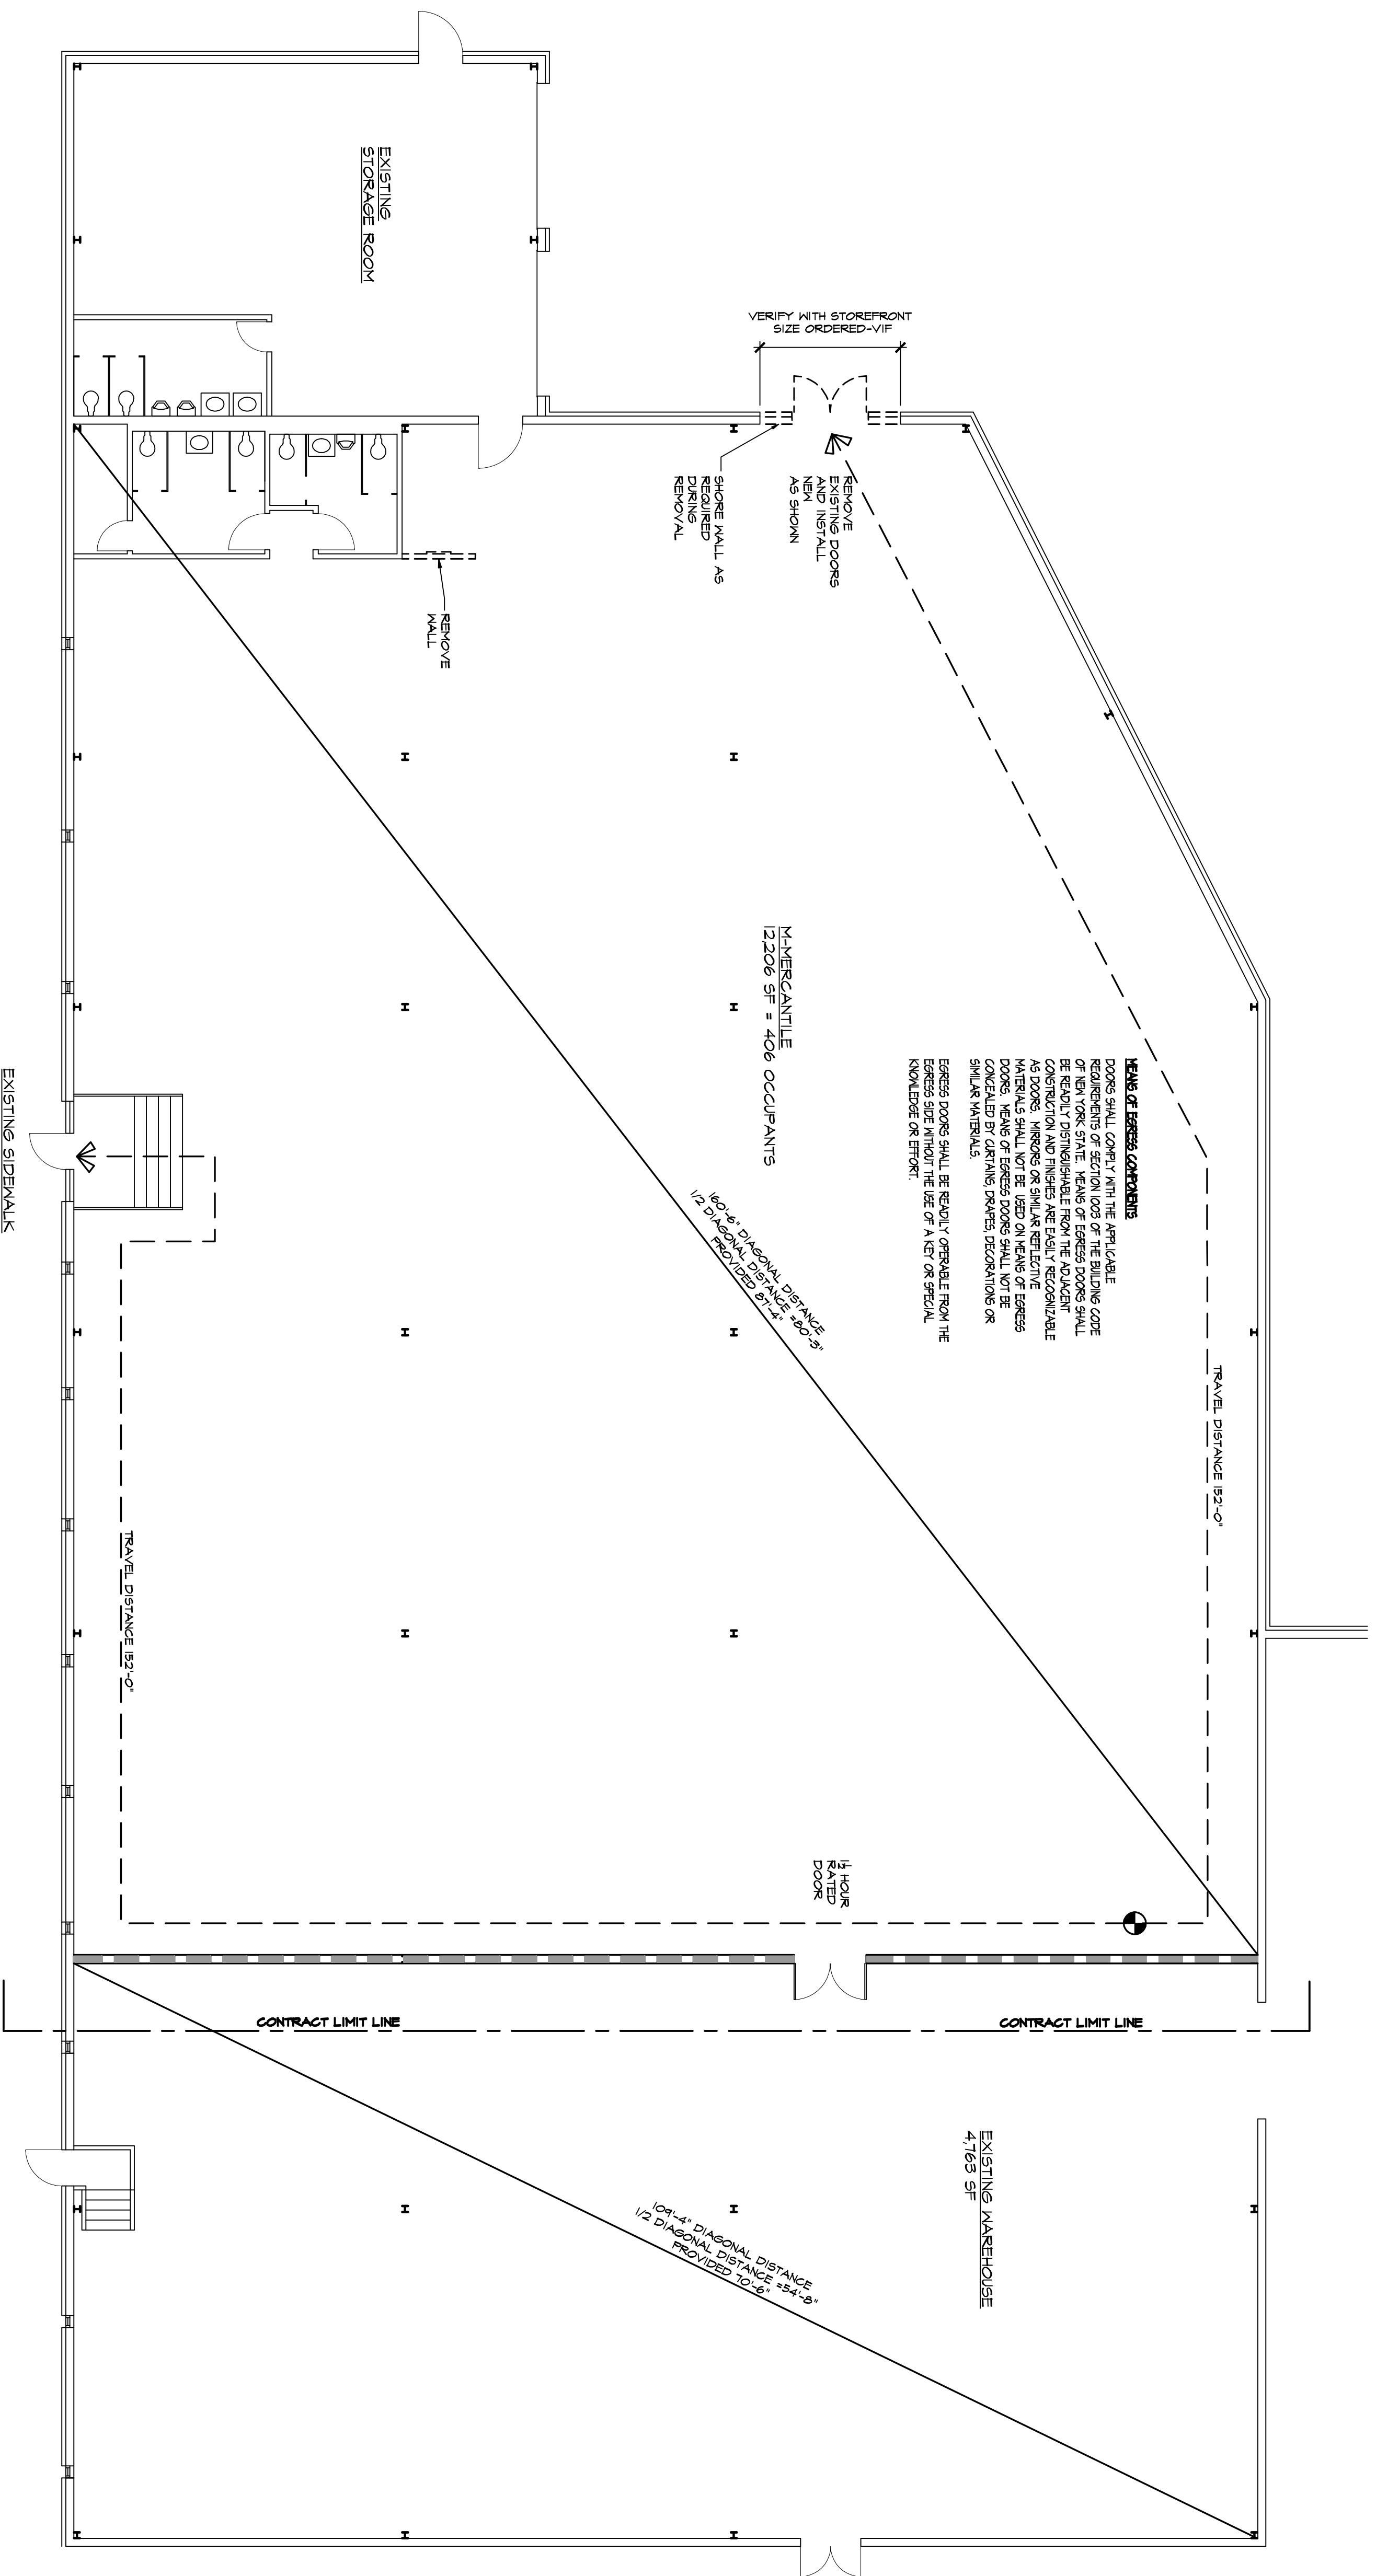 EXISTING
STORAGE ROOM
VERIFY WITH STOREFRONT
SIZE ORDERED-VIF
REMOVE
EXISTING DOORS
AND INSTALL
NEW
AS SHOWN
SHORE WALL AS
REQUIRED
DURING
REMOVAL
REMOVE
WALL
M-MERCANTILE
12,206 SF = 406 OCCUPANTS
MEANS OF EGRESS COMPONENTS
DOORS SHALL COMPLY WITH THE APPLICABLE
REQUIREMENTS OF SECTION 1003 OF THE BUILDING CODE
OF NEW YORK STATE. MEANS OF EGRESS DOORS SHALL
BE READILY DISTINGUISHABLE FROM THE ADJACENT
CONSTRUCTION AND FINISHES ARE EASILY RECOGNIZABLE
AS DOORS. MIRRORS OR SIMILAR REFLECTIVE
MATERIALS SHALL NOT BE USED ON MEANS OF EGRESS
DOORS. MEANS OF EGRESS DOORS SHALL NOT BE
CONCEALED BY CURTAINS, DRAPES, DECORATIONS OR
SIMILAR MATERIALS.
EGRESS DOORS SHALL BE READILY OPERABLE FROM THE
EGRESS SIDE WITHOUT THE USE OF A KEY OR SPECIAL
KNOWLEDGE OR EFFORT.
160'-6" DIAGONAL DISTANCE
1/2 DIAGONAL DISTANCE =80'-3"
PROVIDED 87'-4"
TRAVEL DISTANCE 152'-0"
TRAVEL DISTANCE 152'-0"
EXISTING SIDEWALK
1½ HOUR
RATED
DOOR
CONTRACT LIMIT LINE
CONTRACT LIMIT LINE
EXISTING WAREHOUSE
4,763 SF
109'-4" DIAGONAL DISTANCE
1/2 DIAGONAL DISTANCE =54'-8"
PROVIDED 70'-6"